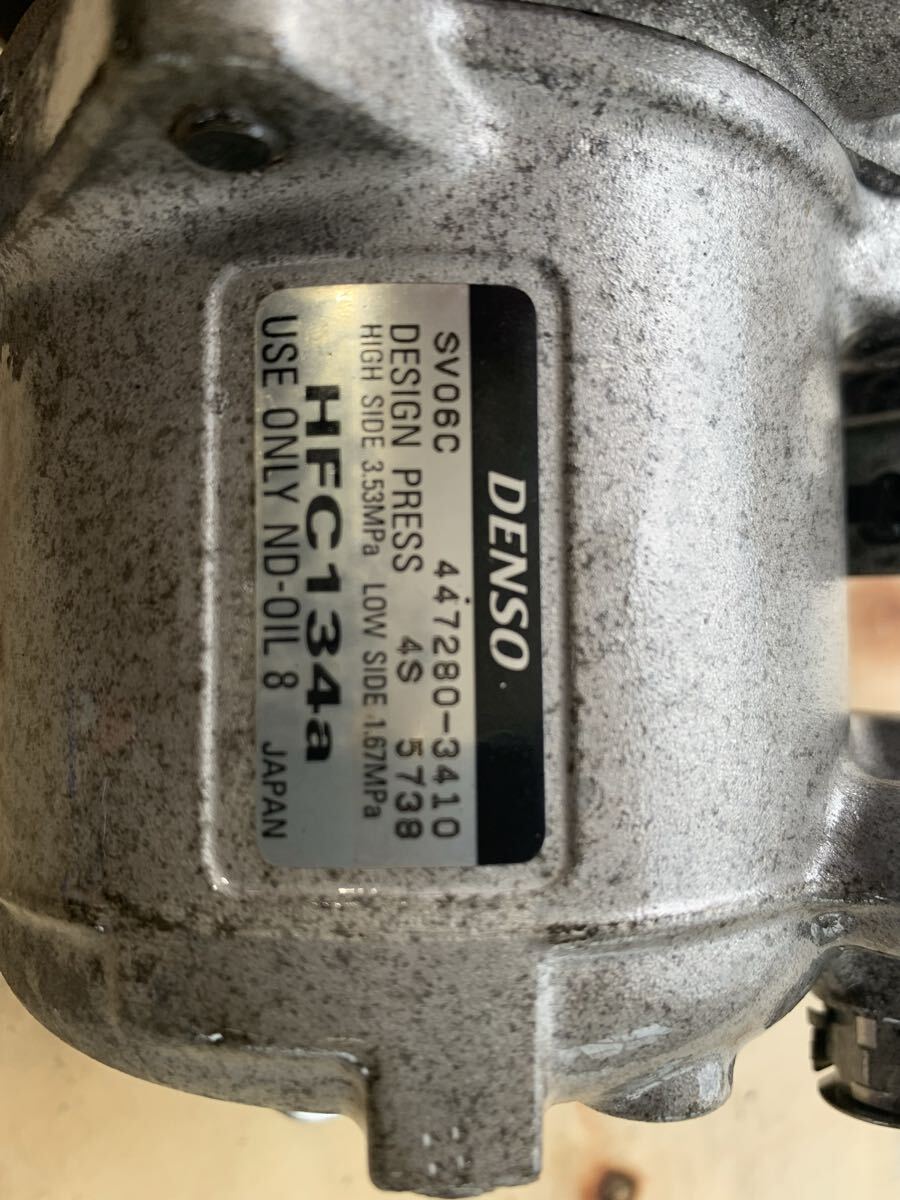 DENSO
SV06C 447280-3410
DESIGN PRESS 4S 5738
HIGH SIDE 3.53MPa LOW SIDE 1.67MPa
HFC134a
USE ONLY ND-OIL 8 JAPAN